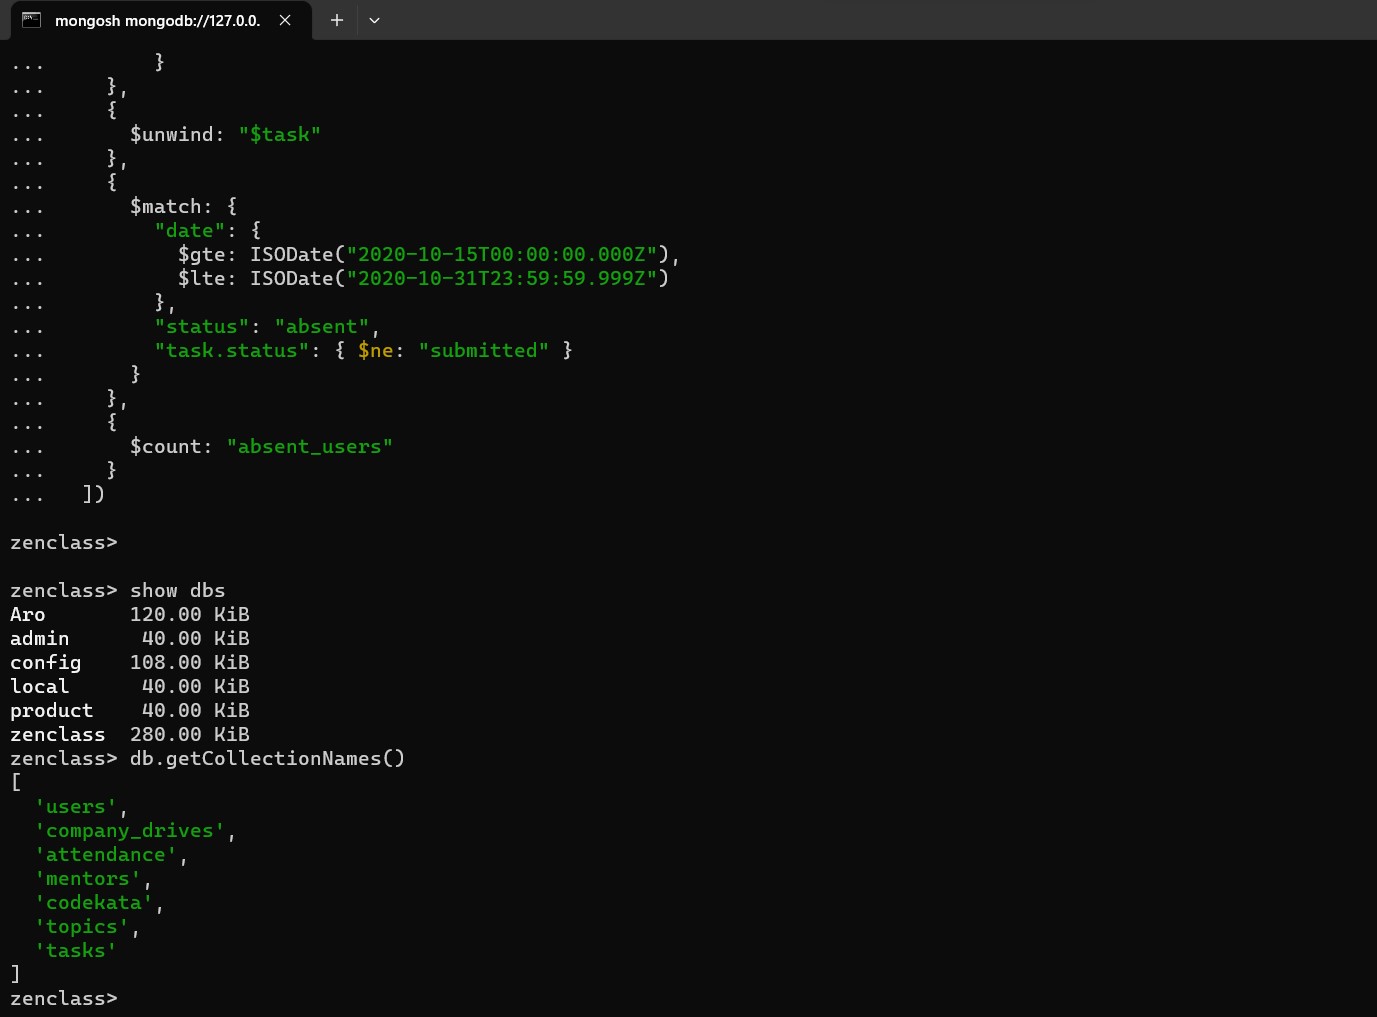 mongosh mongodb://127.0.0.
...         }
...     },
...     {
...       $unwind: "$task"
...     },
...     {
...       $match: {
...         "date": {
...           $gte: ISODate("2020-10-15T00:00:00.000Z"),
...           $lte: ISODate("2020-10-31T23:59:59.999Z")
...         },
...         "status": "absent",
...         "task.status": { $ne: "submitted" }
...       }
...     },
...     {
...       $count: "absent_users"
...     }
...   ])
zenclass>
zenclass> show dbs
Aro       120.00 KiB
admin      40.00 KiB
config    108.00 KiB
local      40.00 KiB
product    40.00 KiB
zenclass  280.00 KiB
zenclass> db.getCollectionNames()
[
  'users',
  'company_drives',
  'attendance',
  'mentors',
  'codekata',
  'topics',
  'tasks'
]
zenclass>